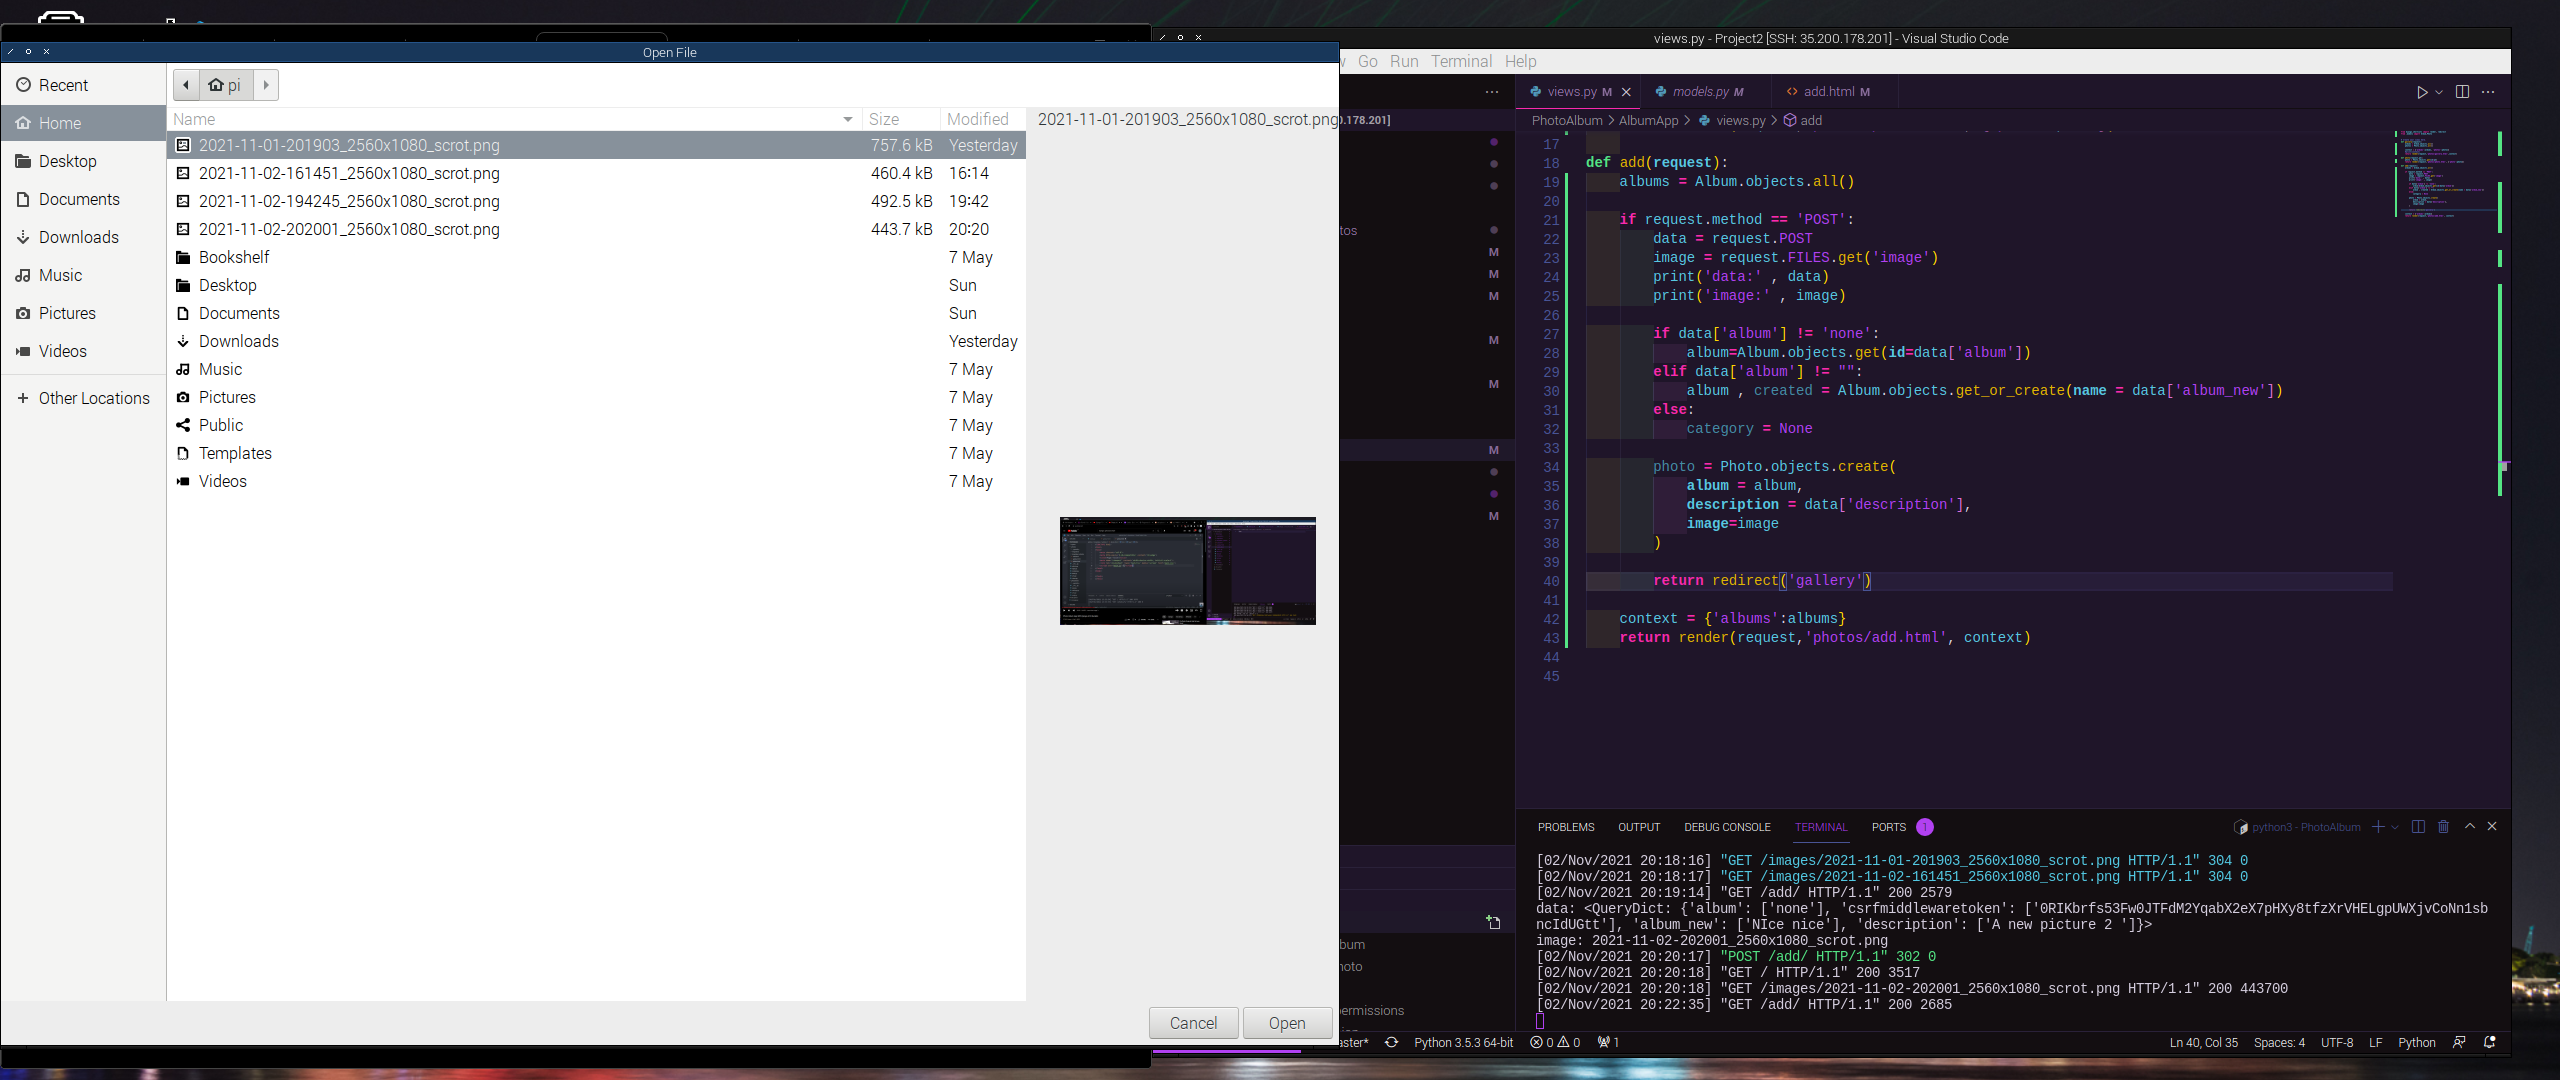 Open File
Recent
Home
Desktop
Documents
Downloads
Music
Pictures
Videos
Other Locations
pi
Name Size Modified
2021-11-01-201903_2560x1080_scrot.png 757.6 kB Yesterday
2021-11-02-161451_2560x1080_scrot.png 460.4 kB 16:14
2021-11-02-194245_2560x1080_scrot.png 492.5 kB 19:42
2021-11-02-202001_2560x1080_scrot.png 443.7 kB 20:20
Bookshelf 7 May
Desktop Sun
Documents Sun
Downloads Yesterday
Music 7 May
Pictures 7 May
Public 7 May
Templates 7 May
Videos 7 May
2021-11-01-201903_2560x1080_scrot.png
Cancel Open
views.py - Project2 [SSH: 35.200.178.201] - Visual Studio Code
Go Run Terminal Help
views.py M models.py M add.html M
PhotoAlbum > AlbumApp > views.py > add
.178.201]
tos
M
M
M
M
M
M
M
17
18 def add(request):
19 albums = Album.objects.all()
20
21 if request.method == 'POST':
22 data = request.POST
23 image = request.FILES.get('image')
24 print('data:' , data)
25 print('image:' , image)
26
27 if data['album'] != 'none':
28 album=Album.objects.get(id=data['album'])
29 elif data['album'] != "":
30 album , created = Album.objects.get_or_create(name = data['album_new'])
31 else:
32 category = None
33
34 photo = Photo.objects.create(
35 album = album,
36 description = data['description'],
37 image=image
38 )
39
40 return redirect('gallery')
41
42 context = {'albums':albums}
43 return render(request,'photos/add.html', context)
44
45
PROBLEMS OUTPUT DEBUG CONSOLE TERMINAL PORTS 1
python3 - PhotoAlbum
[02/Nov/2021 20:18:16] "GET /images/2021-11-01-201903_2560x1080_scrot.png HTTP/1.1" 304 0
[02/Nov/2021 20:18:17] "GET /images/2021-11-02-161451_2560x1080_scrot.png HTTP/1.1" 304 0
[02/Nov/2021 20:19:14] "GET /add/ HTTP/1.1" 200 2579
data: <QueryDict: {'album': ['none'], 'csrfmiddlewaretoken': ['0RIKbrfs53Fw0JTFdM2YqabX2eX7pHXy8tfzXrVHELgpUWXjvCoNn1sb
ncIdUGtt'], 'album_new': ['NIce nice'], 'description': ['A new picture 2 ']}>
image: 2021-11-02-202001_2560x1080_scrot.png
[02/Nov/2021 20:20:17] "POST /add/ HTTP/1.1" 302 0
[02/Nov/2021 20:20:18] "GET / HTTP/1.1" 200 3517
[02/Nov/2021 20:20:18] "GET /images/2021-11-02-202001_2560x1080_scrot.png HTTP/1.1" 200 443700
[02/Nov/2021 20:22:35] "GET /add/ HTTP/1.1" 200 2685
bum
hoto
ermissions
aster* Python 3.5.3 64-bit 0 0 1
Ln 40, Col 35 Spaces: 4 UTF-8 LF Python